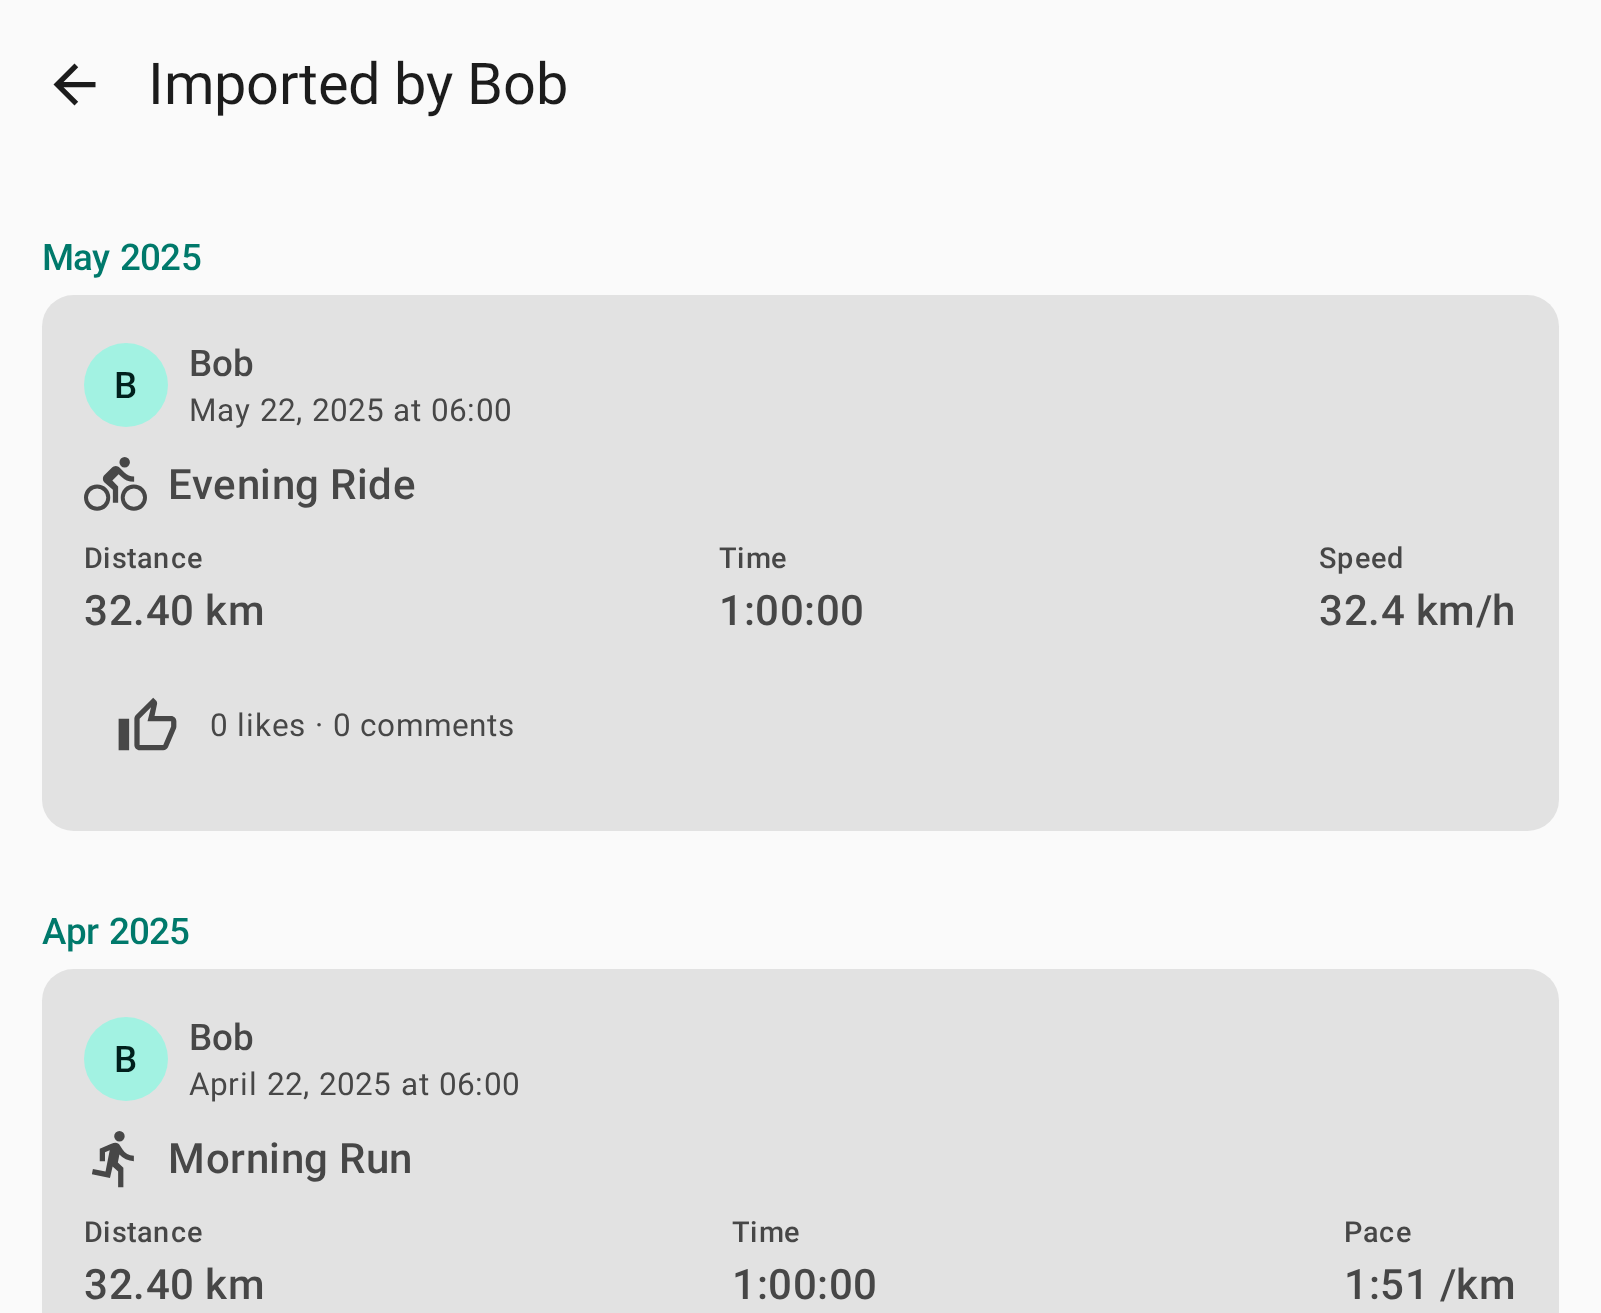 Imported by Bob
May 2025
B
Bob
May 22, 2025 at 06:00
Evening Ride
Distance Time Speed
32.40 km 1:00:00 32.4 km/h
0 likes · 0 comments
Apr 2025
B
Bob
April 22, 2025 at 06:00
Morning Run
Distance Time Pace
32.40 km 1:00:00 1:51 /km